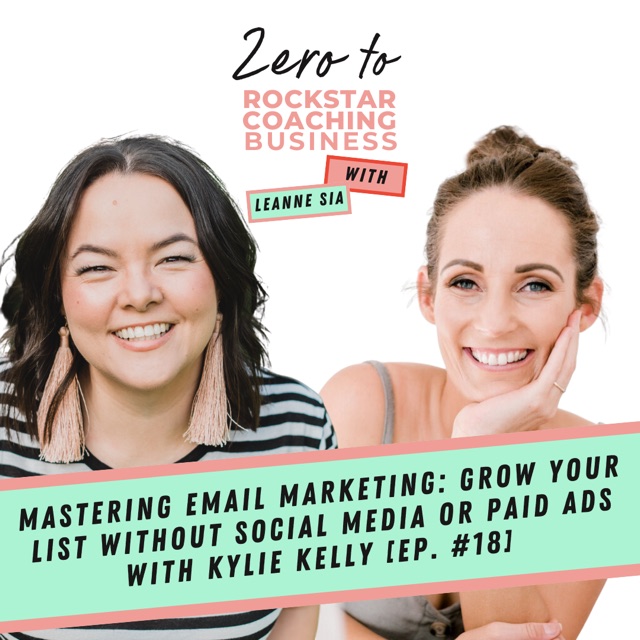 Zero to
ROCKSTAR
COACHING
BUSINESS
WITH
LEANNE SIA
MASTERING EMAIL MARKETING: GROW YOUR
LIST WITHOUT SOCIAL MEDIA OR PAID ADS
WITH KYLIE KELLY [EP. #18]